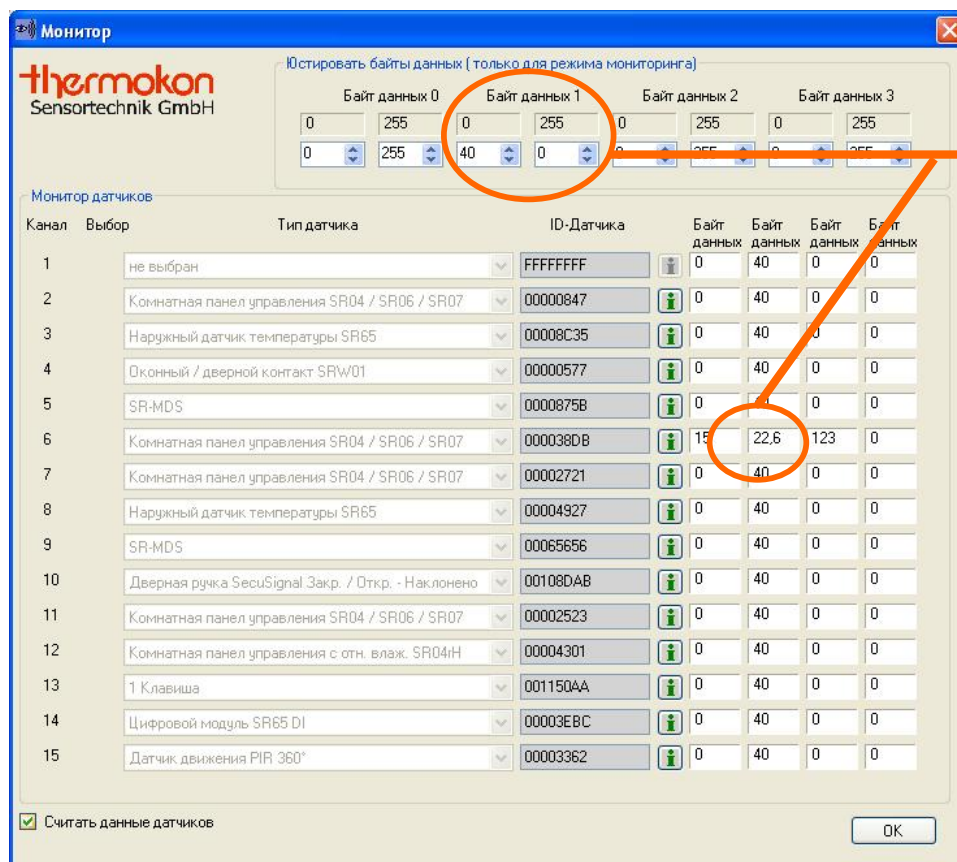 Монитор
thermokon
Sensortechnik GmbH
Юстировать байты данных ( только для режима мониторинга)
Байт данных 0 Байт данных 1 Байт данных 2 Байт данных 3
0 255 0 255 0 255 0 255
0 255 40 0 0 255 0 255
Монитор датчиков
Канал Выбор Тип датчика ID-Датчика Байт данных Байт данных Байт данных Байт данных
1 не выбран FFFFFFFF 0 40 0 0
2 Комнатная панел управления SR04 / SR06 / SR07 00000847 0 40 0 0
3 Наружный датчик температуры SR65 00008C35 0 40 0 0
4 Оконный / дверной контакт SRW01 00000577 0 40 0 0
5 SR-MDS 0000875B 0 0 0
6 Комнатная панел управления SR04 / SR06 / SR07 000038DB 15 22,6 123 0
7 Комнатная панел управления SR04 / SR06 / SR07 00002721 0 40 0 0
8 Наружный датчик температуры SR65 00004927 0 40 0 0
9 SR-MDS 00065656 0 40 0 0
10 Дверная ручка SecuSignal Закр. / Откр. - Наклонено 00108DAB 0 40 0 0
11 Комнатная панел управления SR04 / SR06 / SR07 00002523 0 40 0 0
12 Комнатная панел управления с отн. влаж. SR04rH 00004301 0 40 0 0
13 1 Клавиша 001150AA 0 40 0 0
14 Цифровой модуль SR65 DI 00003EBC 0 40 0 0
15 Датчик движения PIR 360° 00003362 0 40 0 0
Считать данные датчиков
OK